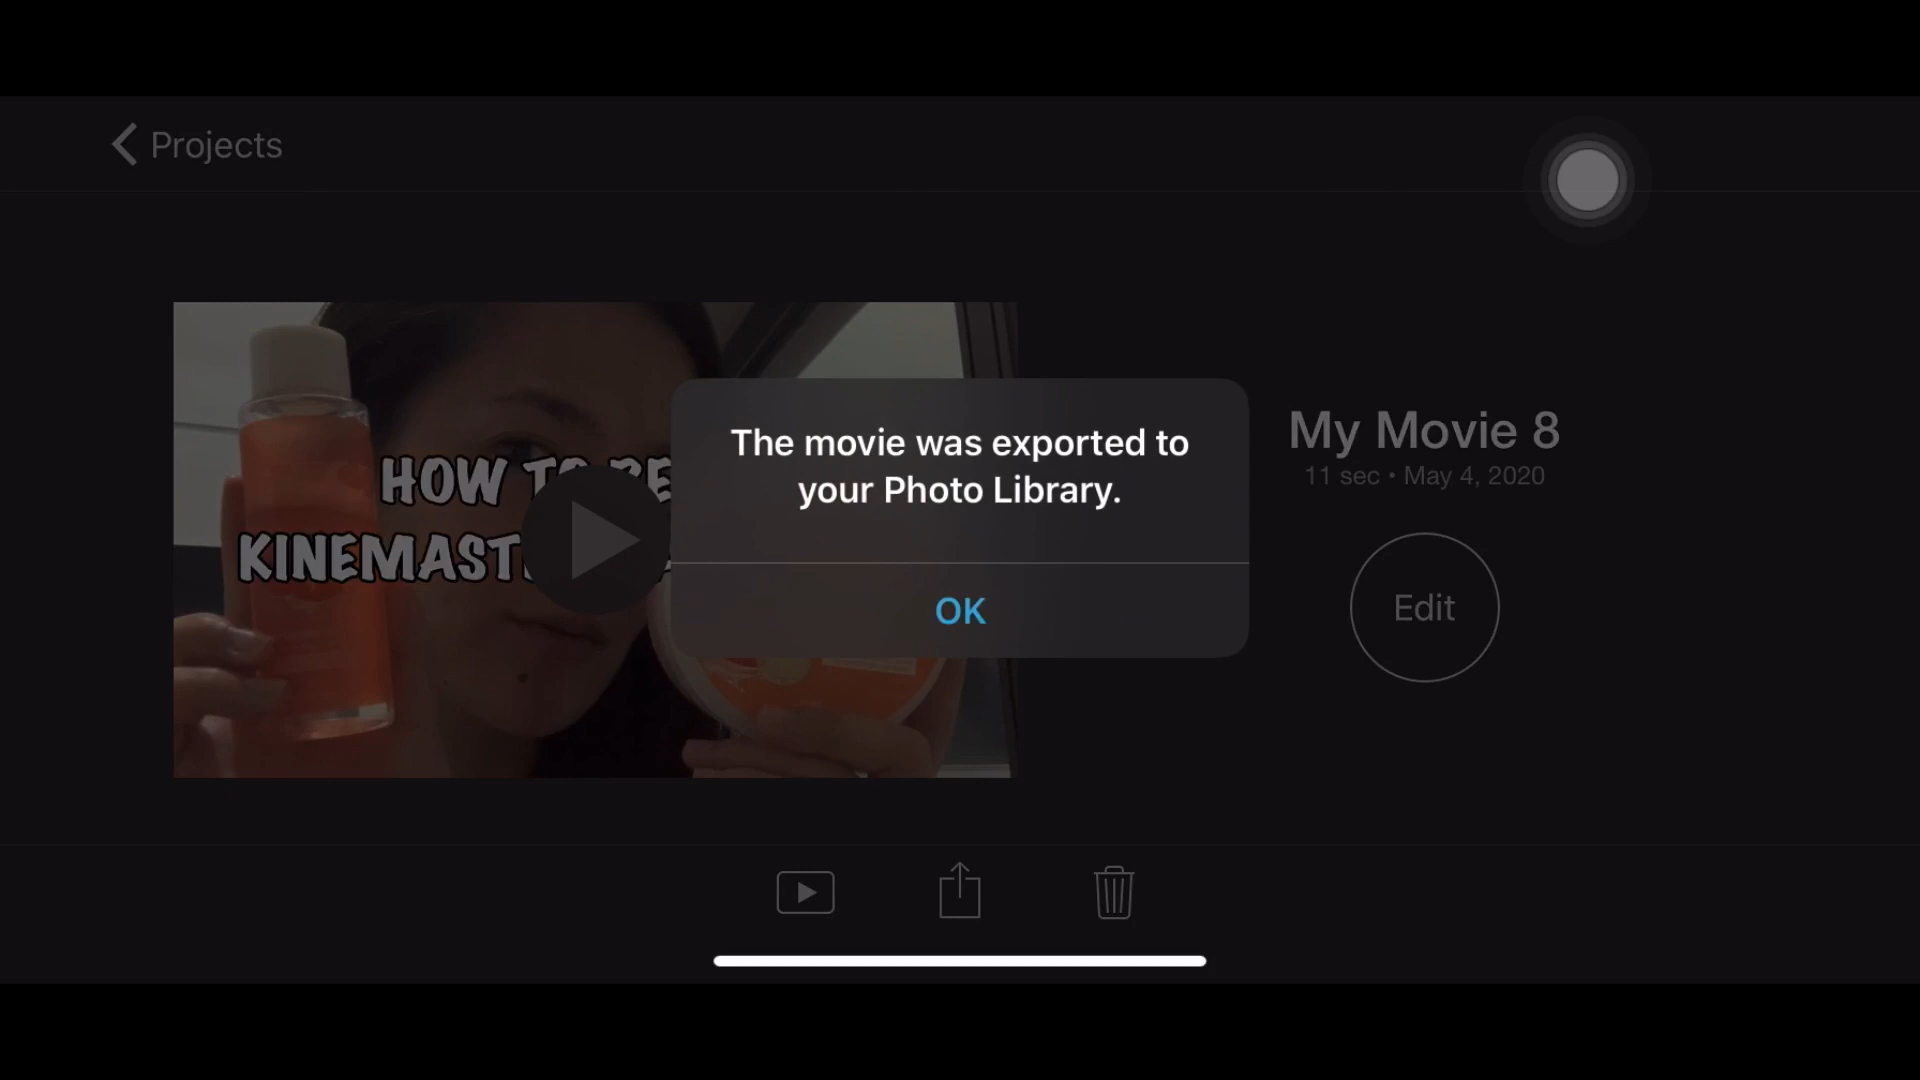 Projects
HOW TO
KINEMAST
The movie was exported to
your Photo Library.
OK
My Movie 8
11 sec • May 4, 2020
Edit